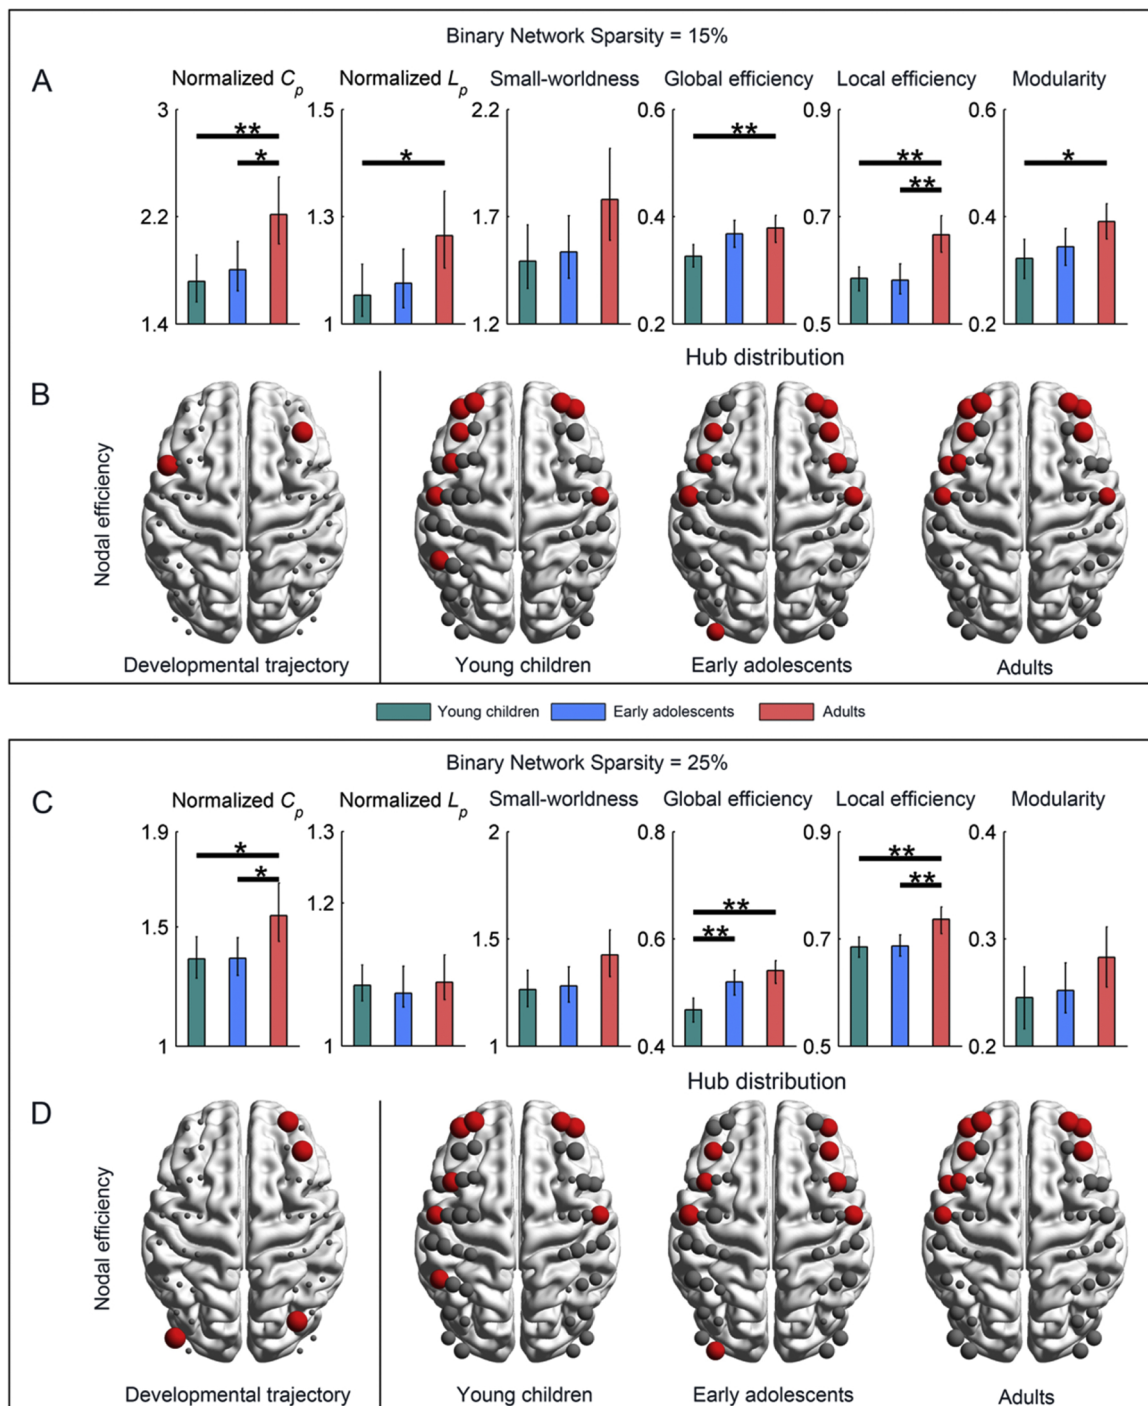 Binary Network Sparsity = 15%
A
Normalized Cp
Normalized Lp
Small-worldness
Global efficiency
Local efficiency
Modularity
3
2.2
1.4
**
*
1.5
1.3
1
*
2.2
1.7
1.2
0.6
0.4
0.2
**
0.9
0.7
0.5
**
**
0.6
0.4
0.2
*
Hub distribution
B
Nodal efficiency
Developmental trajectory
Young children
Early adolescents
Adults
Young children
Early adolescents
Adults
Binary Network Sparsity = 25%
C
Normalized Cp
Normalized Lp
Small-worldness
Global efficiency
Local efficiency
Modularity
1.9
1.5
1
*
*
1.3
1.2
1
2
1.5
1
0.8
0.6
0.4
**
**
0.9
0.7
0.5
**
**
0.4
0.3
0.2
Hub distribution
D
Nodal efficiency
Developmental trajectory
Young children
Early adolescents
Adults